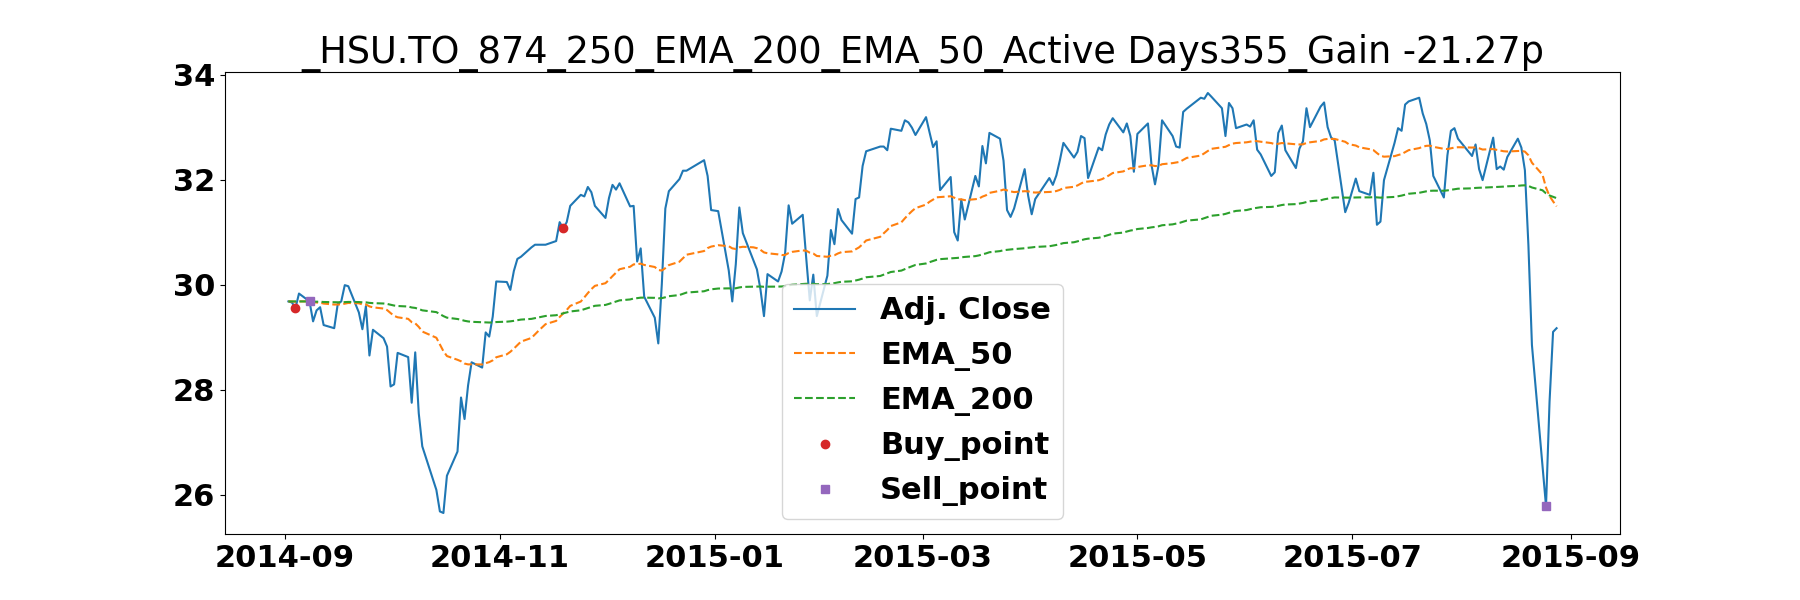 _HSU.TO_874_250_EMA_200_EMA_50_Active Days355_Gain -21.27p
34
32
30
28
26
Adj. Close
EMA_50
EMA_200
Buy_point
Sell_point
2014-09 2014-11 2015-01 2015-03 2015-05 2015-07 2015-09